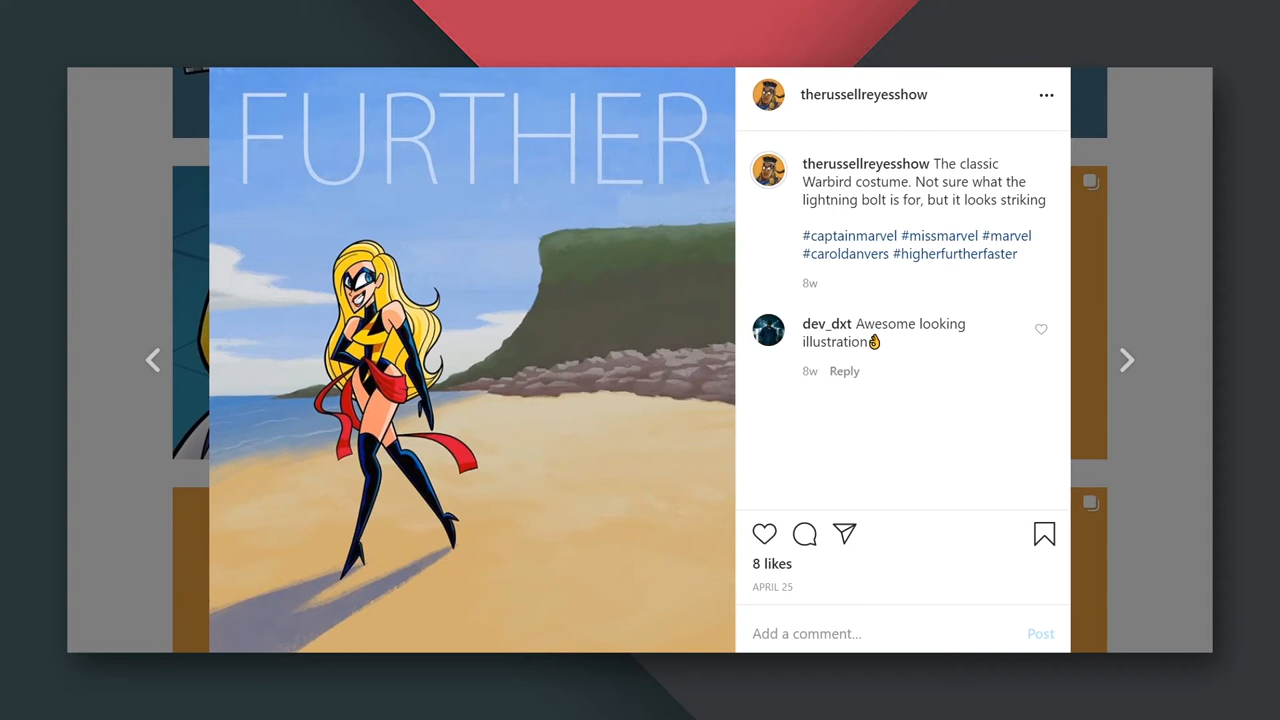 FURTHER
therussellreyesshow
therussellreyesshow The classic
Warbird costume. Not sure what the
lightning bolt is for, but it looks striking
#captainmarvel #missmarvel #marvel
#caroldanvers #higherfurtherfaster
8w
dev_dxt Awesome looking
illustration👌
8w Reply
8 likes
APRIL 25
Add a comment... Post